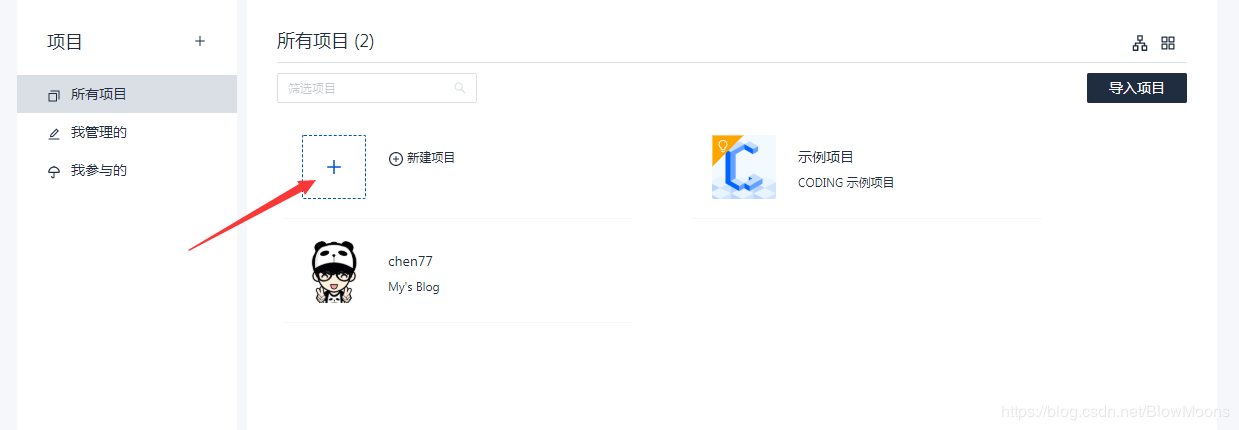 项目
所有项目
我管理的
我参与的
所有项目 (2)
筛选项目
导入项目
新建项目
示例项目
CODING 示例项目
chen77
My's Blog
https://blog.csdn.net/BlowMoons